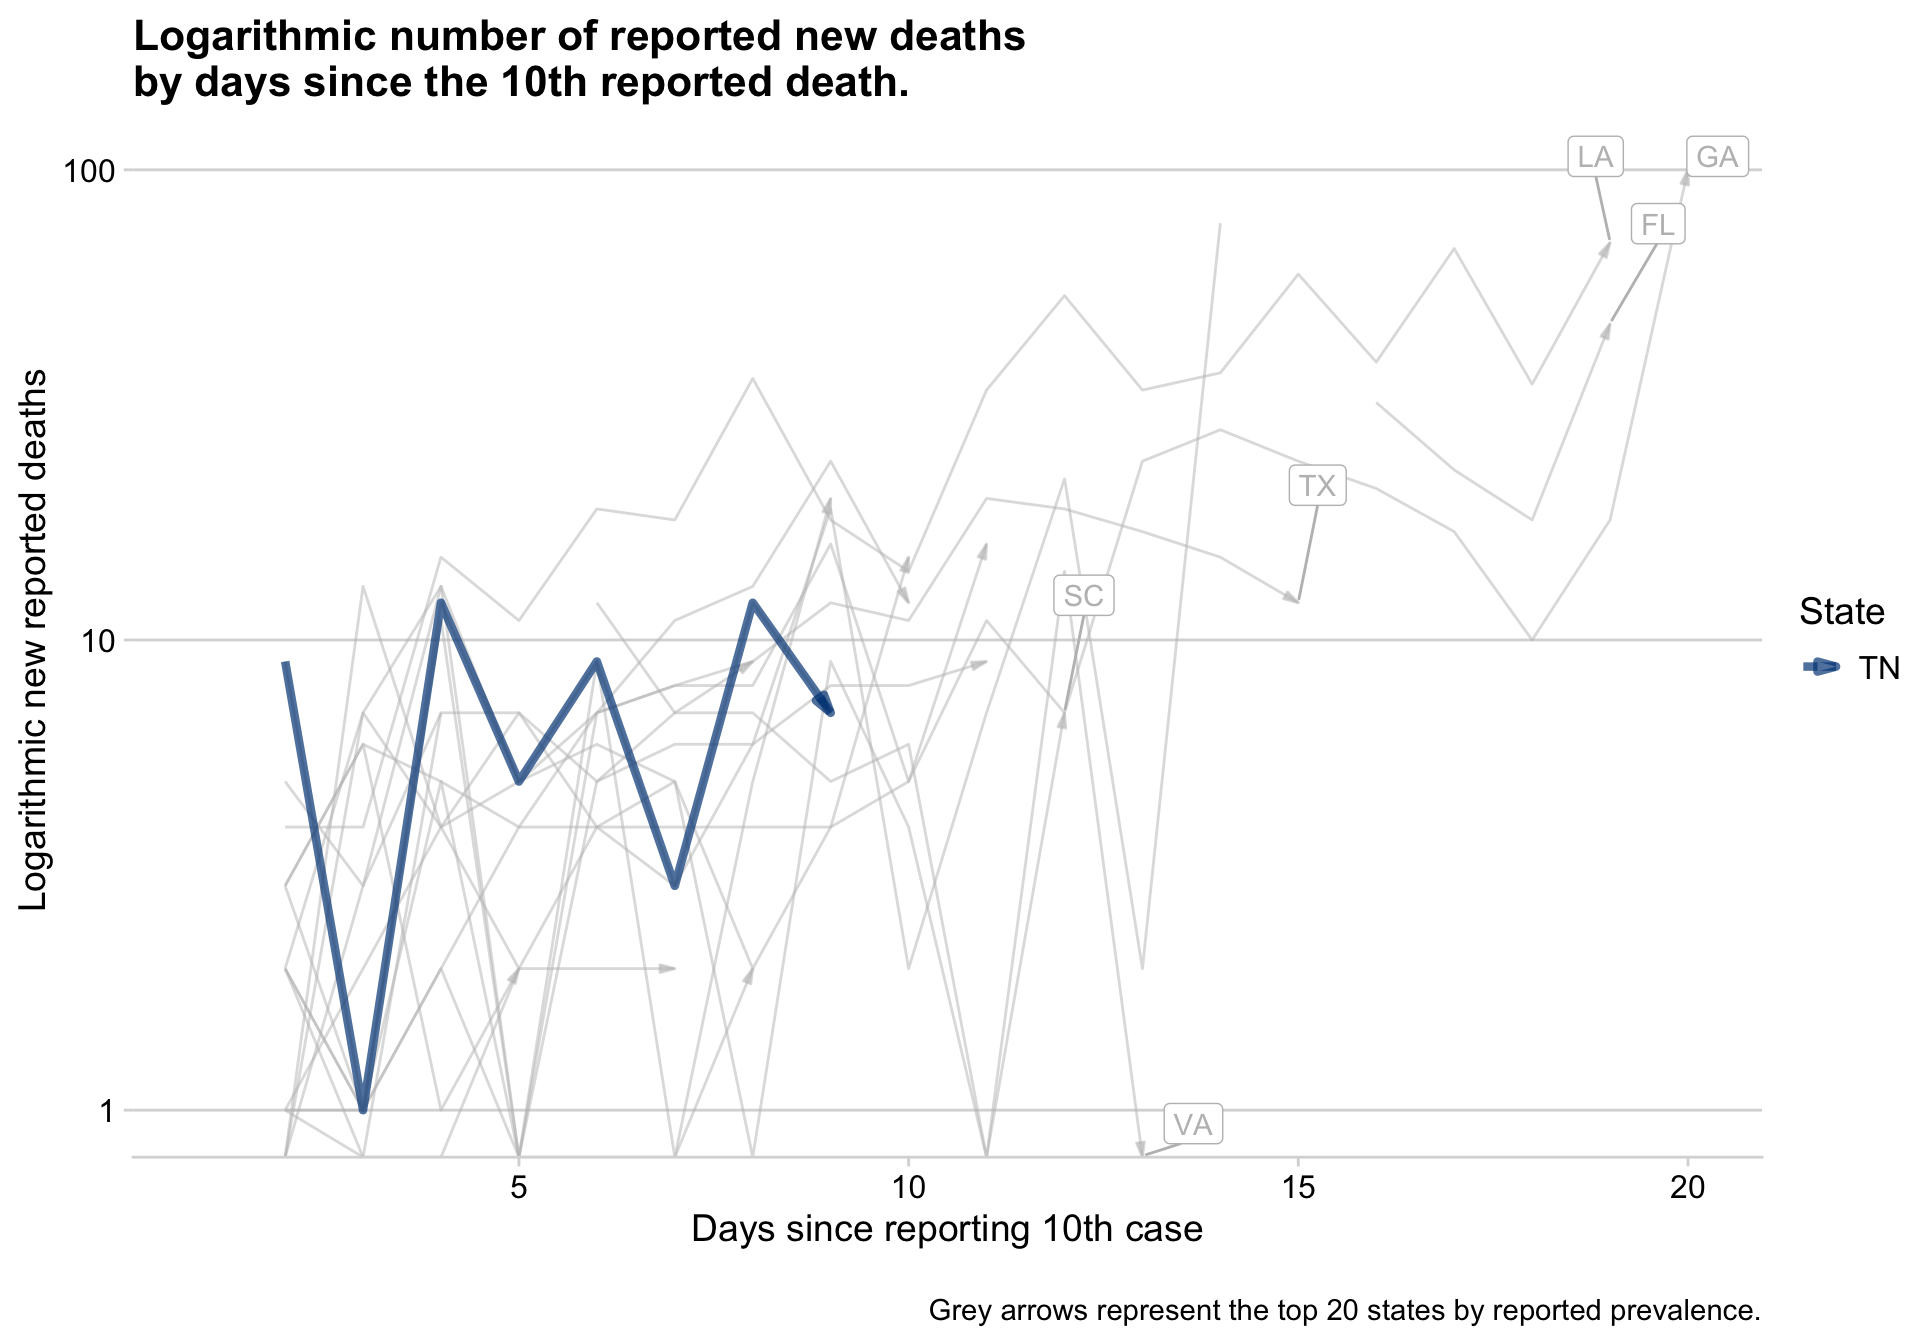 Logarithmic number of reported new deaths
by days since the 10th reported death.
LA
GA
FL
TX
SC
VA
100
10
1
Logarithmic new reported deaths
5
10
15
20
Days since reporting 10th case
State
TN
Grey arrows represent the top 20 states by reported prevalence.